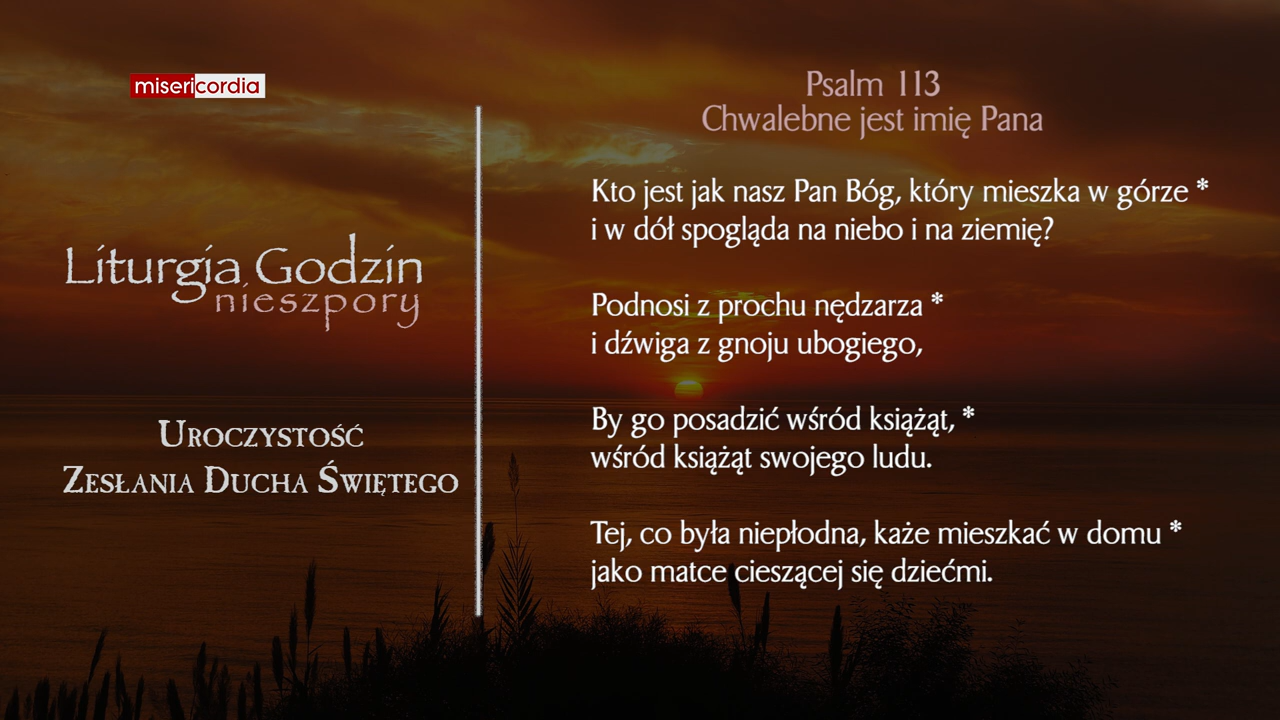 misericordia
Liturgia Godzin
nieszpory
Uroczystość
Zesłania Ducha Świętego
Psalm 113
Chwalebne jest imię Pana
Kto jest jak nasz Pan Bóg, który mieszka w górze *
i w dół spogląda na niebo i na ziemię?
Podnosi z prochu nędzarza *
i dźwiga z gnoju ubogiego,
By go posadzić wśród książąt, *
wśród książąt swojego ludu.
Tej, co była niepłodna, każe mieszkać w domu *
jako matce cieszącej się dziećmi.